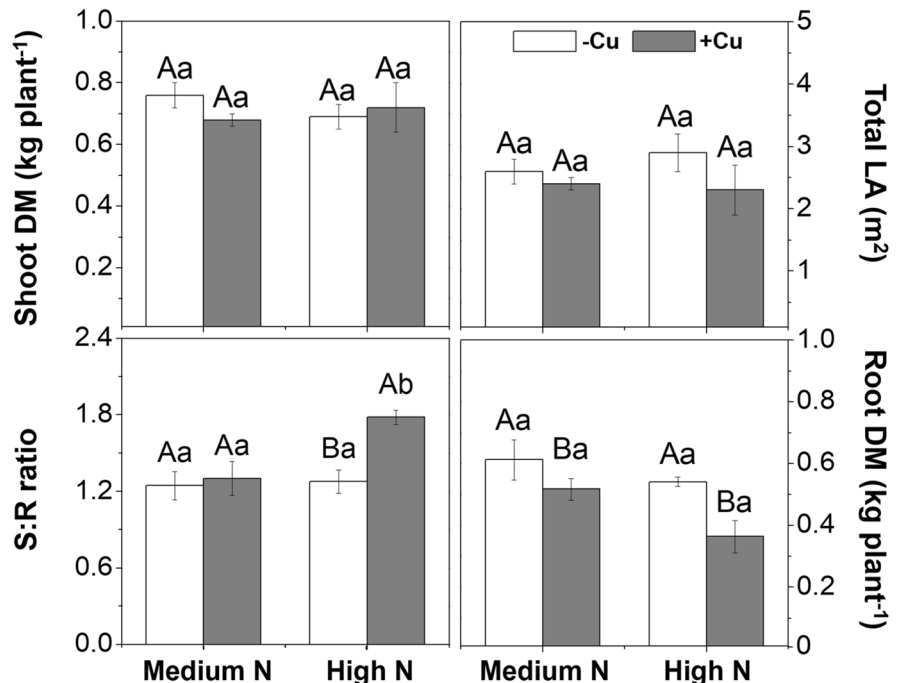 Shoot DM (kg plant⁻¹)
1.0
0.8
0.6
0.4
0.2
Aa
Aa
Aa
Aa
-Cu
+Cu
Aa
Aa
Aa
Aa
5
4
3
2
1
Total LA (m²)
S:R ratio
2.4
1.8
1.2
0.6
0.0
Aa
Aa
Ba
Ab
Medium N
High N
Aa
Ba
Aa
Ba
Medium N
High N
1.0
0.8
0.6
0.4
0.2
0
Root DM (kg plant⁻¹)